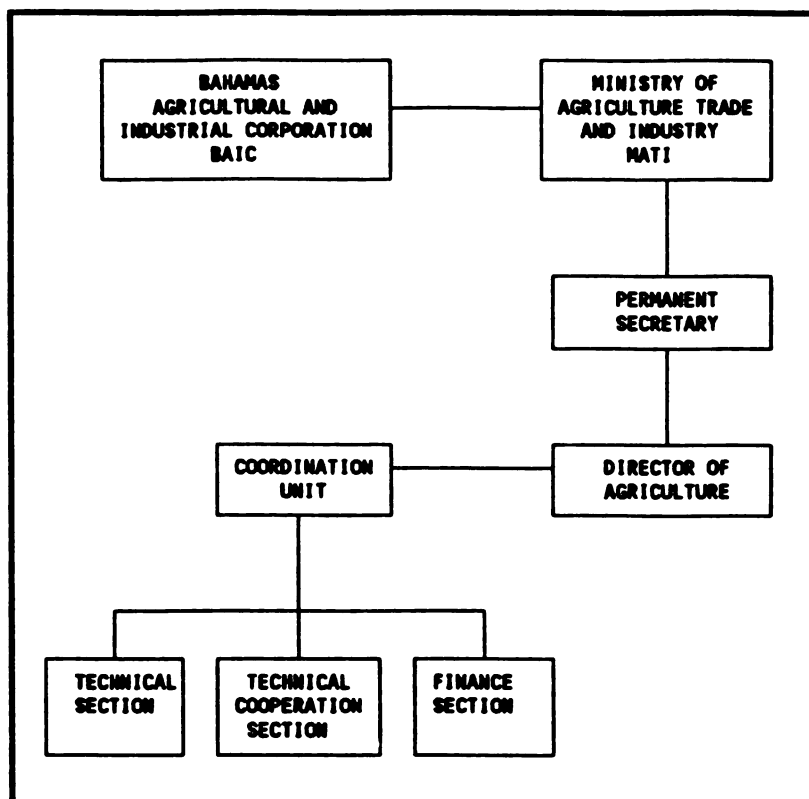 BAHAMAS
AGRICULTURAL AND
INDUSTRIAL CORPORATION
BAIC
MINISTRY OF
AGRICULTURE TRADE
AND INDUSTRY
MATI
PERMANENT
SECRETARY
COORDINATION
UNIT
DIRECTOR OF
AGRICULTURE
TECHNICAL
SECTION
TECHNICAL
COOPERATION
SECTION
FINANCE
SECTION